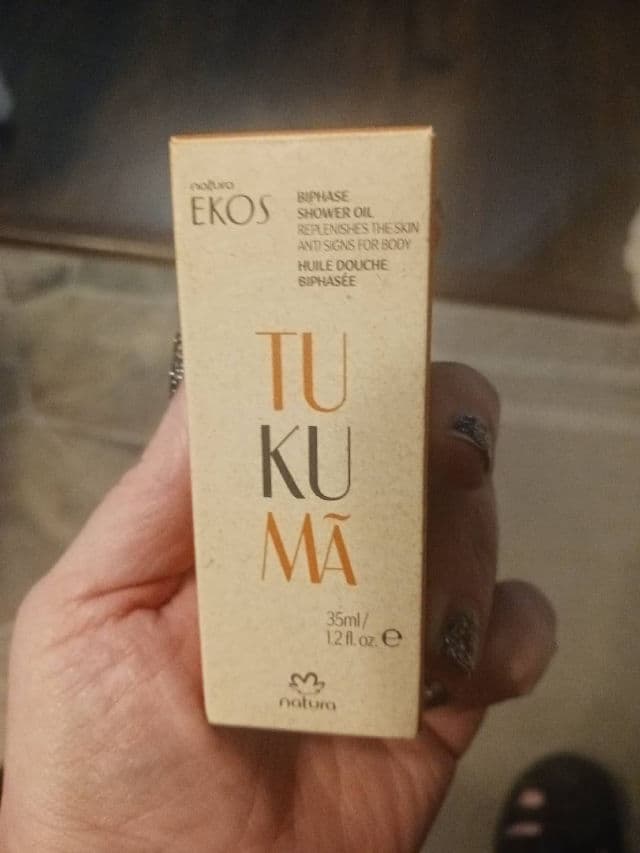 natura
EKOS
BIPHASE
SHOWER OIL
REPLENISHES THE SKIN
ANTI SIGNS FOR BODY
HUILE DOUCHE
BIPHASÉE
TU
KU
MÃ
35ml/
1.2 fl. oz. e
natura